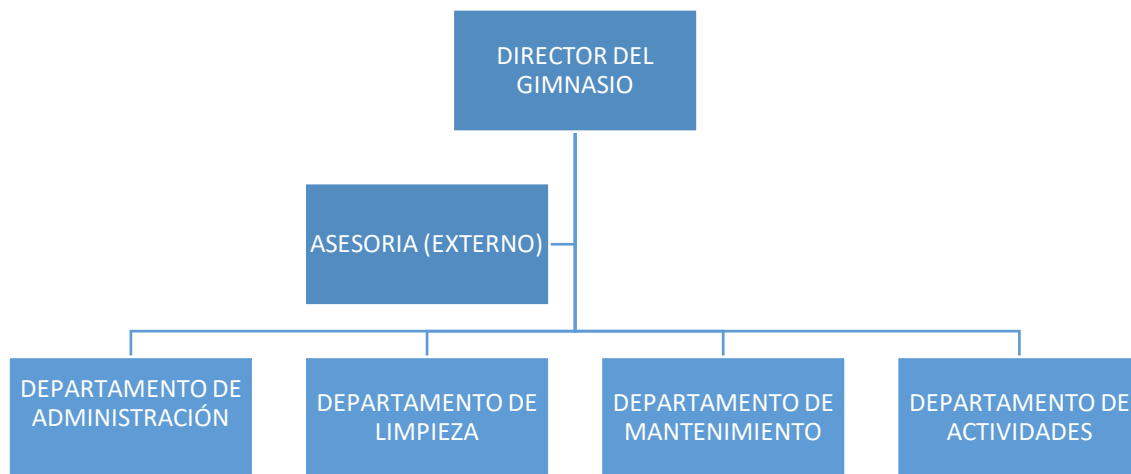 DIRECTOR DEL
GIMNASIO
ASESORIA (EXTERNO)
DEPARTAMENTO DE
ADMINISTRACIÓN
DEPARTAMENTO DE
LIMPIEZA
DEPARTAMENTO DE
MANTENIMIENTO
DEPARTAMENTO DE
ACTIVIDADES